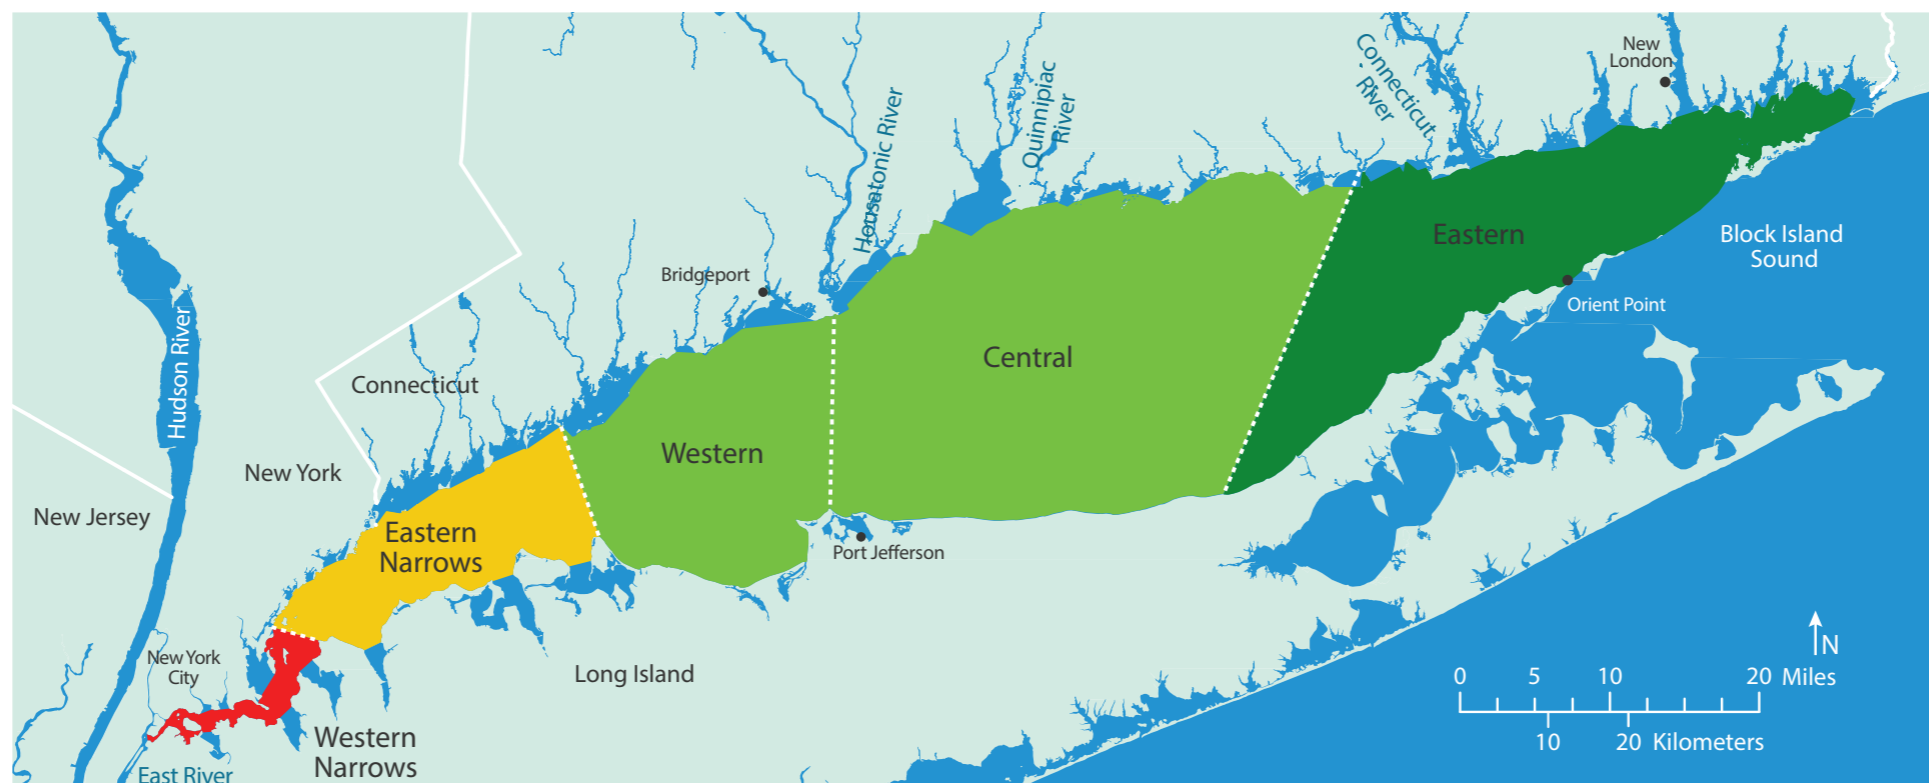 New
London
Connecticut
River
Quinnipiac
River
Housatonic River
Eastern
Block Island
Sound
Bridgeport
Orient Point
Hudson River
Central
Connecticut
Western
New York
New Jersey
Eastern
Narrows
Port Jefferson
N
New York
City
Long Island
0 5 10 20 Miles
10 20 Kilometers
Western
Narrows
East River